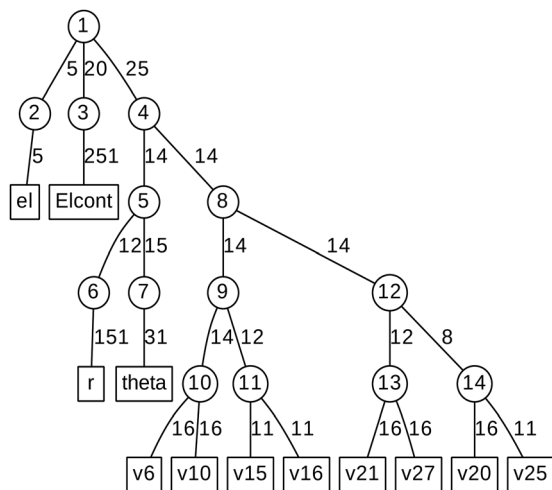 1
5 20 25
2 3 4
5 251 14 14
el Elcont 5 8
12 15 14 14
6 7 9 12
151 31 14 12 12 8
r theta 10 11 13 14
16 16 11 11 16 16 16 11
v6 v10 v15 v16 v21 v27 v20 v25